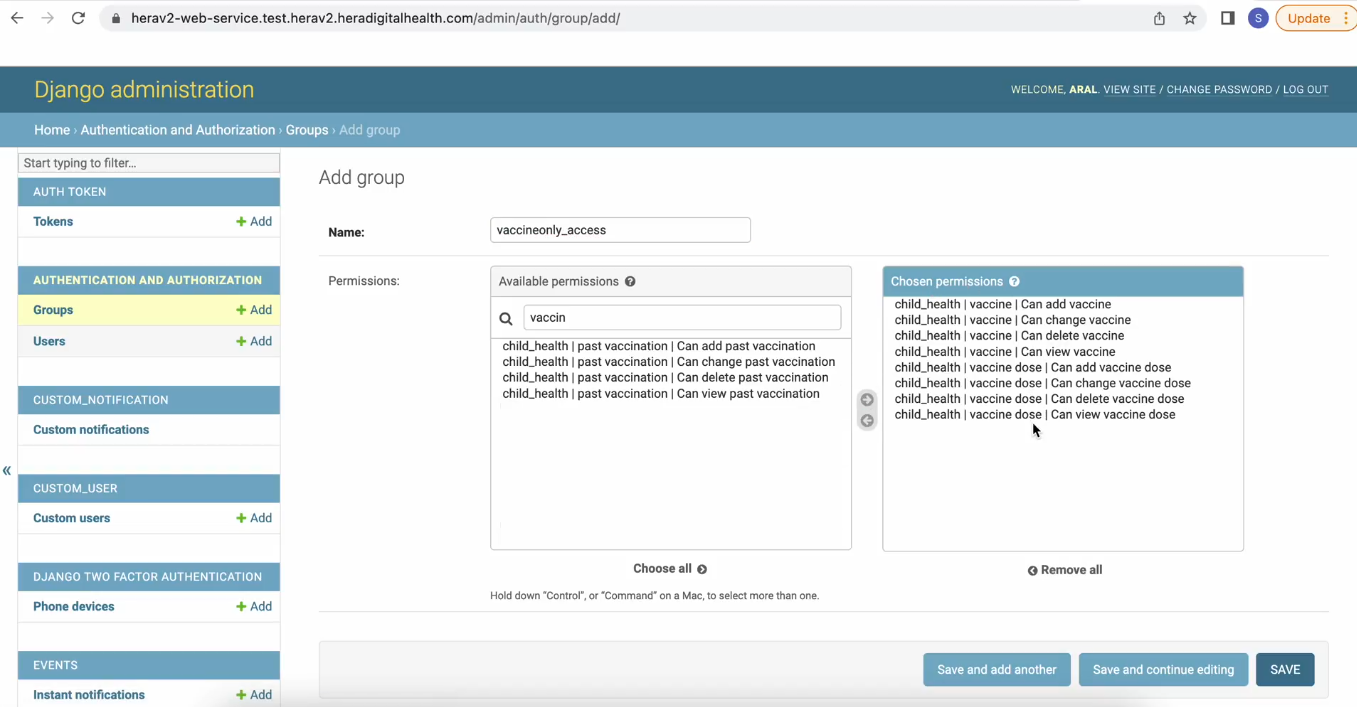 herav2-web-service.test.herav2.heradigitalhealth.com/admin/auth/group/add/
S
Update
Django administration
WELCOME, ARAL. VIEW SITE / CHANGE PASSWORD / LOG OUT
Home › Authentication and Authorization › Groups › Add group
Start typing to filter...
AUTH TOKEN
Tokens
+ Add
AUTHENTICATION AND AUTHORIZATION
Groups
+ Add
Users
+ Add
CUSTOM_NOTIFICATION
Custom notifications
«
CUSTOM_USER
Custom users
+ Add
DJANGO TWO FACTOR AUTHENTICATION
Phone devices
+ Add
EVENTS
Instant notifications
+ Add
Add group
Name:
vaccineonly_access
Permissions:
Available permissions ?
vaccin
child_health | past vaccination | Can add past vaccination
child_health | past vaccination | Can change past vaccination
child_health | past vaccination | Can delete past vaccination
child_health | past vaccination | Can view past vaccination
Choose all
Hold down “Control”, or “Command” on a Mac, to select more than one.
Chosen permissions ?
child_health | vaccine | Can add vaccine
child_health | vaccine | Can change vaccine
child_health | vaccine | Can delete vaccine
child_health | vaccine | Can view vaccine
child_health | vaccine dose | Can add vaccine dose
child_health | vaccine dose | Can change vaccine dose
child_health | vaccine dose | Can delete vaccine dose
child_health | vaccine dose | Can view vaccine dose
Remove all
Save and add another
Save and continue editing
SAVE